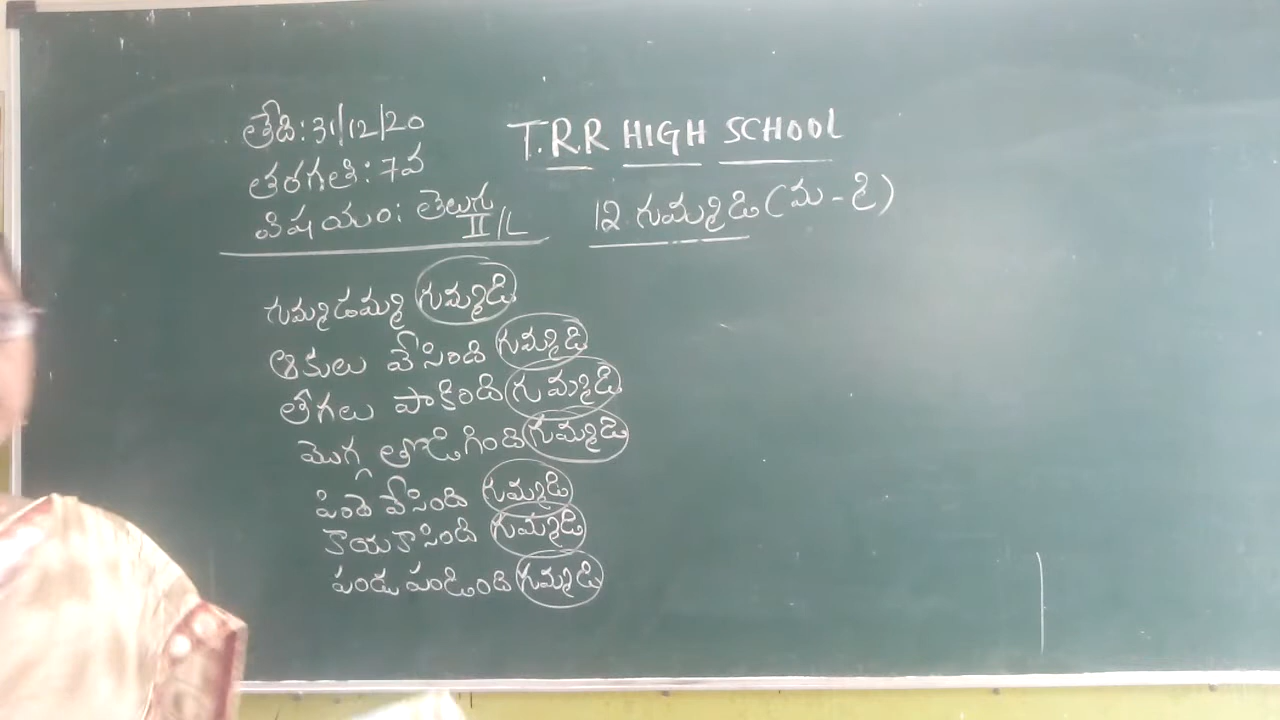 తేది: 31/12/20
తరగతి: 7వ
విషయం: తెలుగు II/L
T.R.R HIGH SCHOOL
12. గుమ్మడి (మ - ్మ)
గుమ్మడమ్మ గుమ్మడి
ఆకులు వేసింది గుమ్మడి
తీగలు పాకింది గుమ్మడి
మొగ్గ తొడిగింది గుమ్మడి
పిందె వేసింది గుమ్మడి
కాయ కాసింది గుమ్మడి
పండు పండింది గుమ్మడి